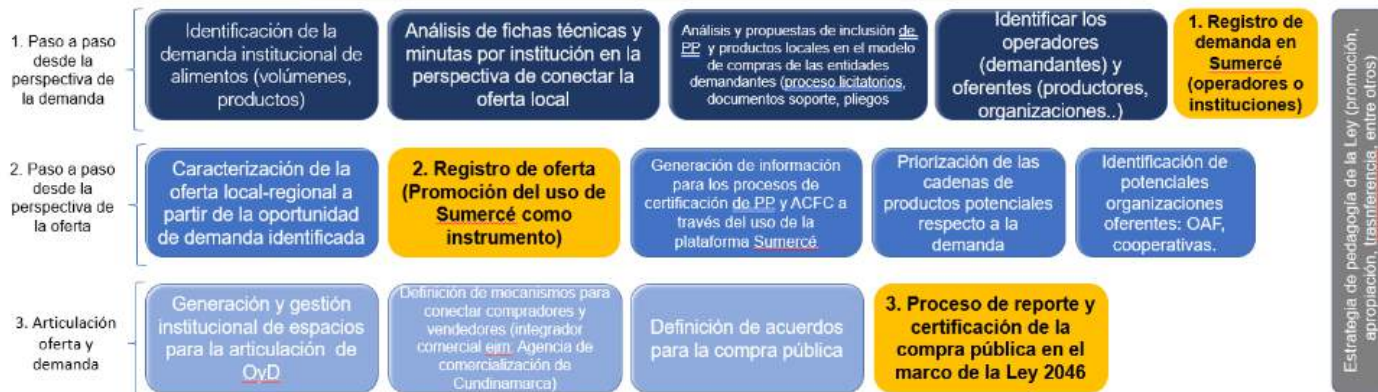 1. Paso a paso
desde la
perspectiva de
la demanda
Identificación de la
demanda institucional
de alimentos (volúmenes,
productos)
Análisis de fichas técnicas y
minutas por institución en la
perspectiva de conectar la
oferta local
Análisis y propuestas de inclusión de
PP y productos locales en el modelo
de compras de las entidades
demandantes (proceso licitatorios,
documentos soporte, pliegos
Identificar los
operadores
(demandantes) y
oferentes (productores,
organizaciones..)
1. Registro de
demanda en
Sumercé
(operadores o
instituciones)
2. Paso a paso
desde la
perspectiva de
la oferta
Caracterización de la
oferta local-regional a
partir de la oportunidad
de demanda identificada
2. Registro de oferta
(Promoción del uso de
Sumercé como
instrumento)
Generación de información
para los procesos de
certificación de PP y ACFC a
través del uso de la
plataforma Sumercé
Priorización de las
cadenas de
productos potenciales
respecto a la
demanda
Identificación de
potenciales
organizaciones
oferentes: OAF,
cooperativas.
3. Articulación
oferta y
demanda
Generación y gestión
institucional de espacios
para la articulación de
OyD
Definición de mecanismos para
conectar compradores y
vendedores (integrador
comercial ejm: Agencia de
comercialización de
Cundinamarca)
Definición de acuerdos
para la compra pública
3. Proceso de reporte y
certificación de la
compra pública en el
marco de la Ley 2046
Estrategia de pedagogía de la Ley (promoción,
apropiación, trasnferencia, entre otros)